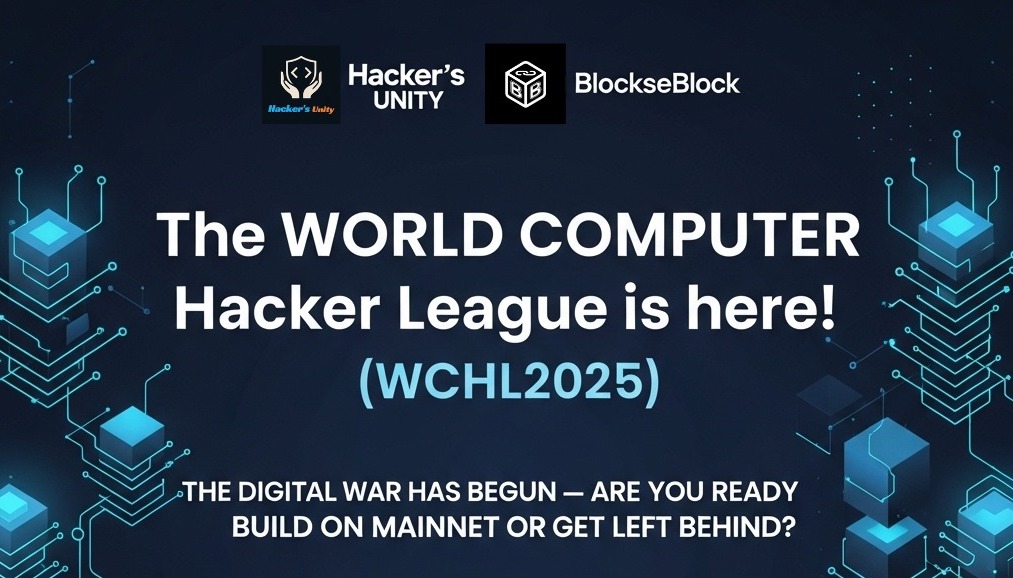 Hacker's Unity
Hacker's
UNITY
BlockseBlock
The WORLD COMPUTER
Hacker League is here!
(WCHL2025)
THE DIGITAL WAR HAS BEGUN — ARE YOU READY
BUILD ON MAINNET OR GET LEFT BEHIND?